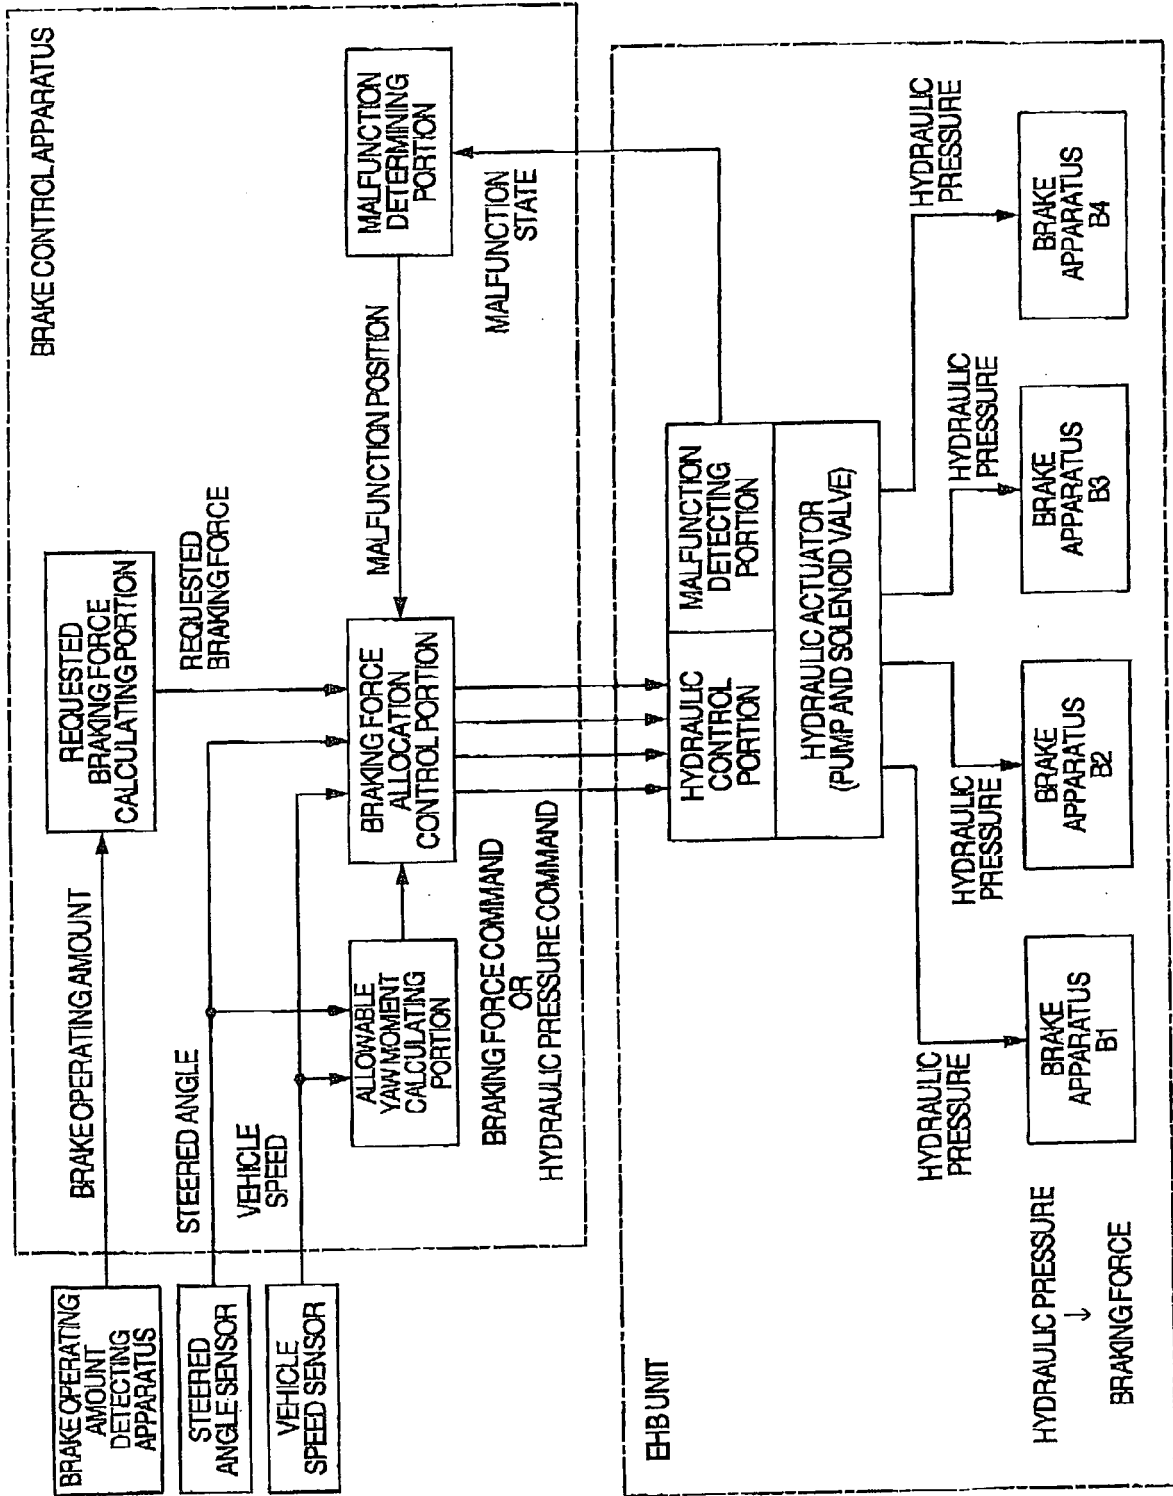 BRAKE CONTROL APPARATUS
BRAKE OPERATING
AMOUNT
DETECTING
APPARATUS
BRAKE OPERATING AMOUNT
REQUESTED
BRAKING FORCE
CALCULATING PORTION
REQUESTED
BRAKING FORCE
STEERED
ANGLE SENSOR
STEERED ANGLE
VEHICLE
SPEED SENSOR
VEHICLE
SPEED
ALLOWABLE
YAW MOMENT
CALCULATING
PORTION
BRAKING FORCE
ALLOCATION
CONTROL PORTION
MALFUNCTION POSITION
MALFUNCTION
DETERMINING
PORTION
MALFUNCTION
STATE
BRAKING FORCE COMMAND
OR
HYDRAULIC PRESSURE COMMAND
EHB UNIT
HYDRAULIC
CONTROL
PORTION
MALFUNCTION
DETECTING
PORTION
HYDRAULIC ACTUATOR
(PUMP AND SOLENOID VALVE)
HYDRAULIC
PRESSURE
HYDRAULIC
PRESSURE
HYDRAULIC
PRESSURE
HYDRAULIC
PRESSURE
BRAKE
APPARATUS
B1
BRAKE
APPARATUS
B2
BRAKE
APPARATUS
B3
BRAKE
APPARATUS
B4
HYDRAULIC PRESSURE
↓
BRAKING FORCE